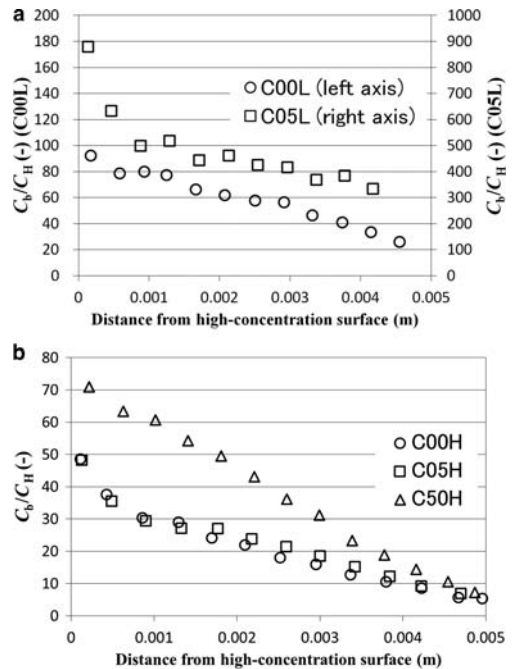 a
200
180
160
140
120
100
80
60
40
20
0
C_b/C_H (-) (C00L)
C00L (left axis)
C05L (right axis)
1000
900
800
700
600
500
400
300
200
100
0
C_b/C_H (-) (C05L)
0 0.001 0.002 0.003 0.004 0.005
Distance from high-concentration surface (m)
b
80
70
60
50
40
30
20
10
0
C_b/C_H (-)
C00H
C05H
C50H
0 0.001 0.002 0.003 0.004 0.005
Distance from high-concentration surface (m)